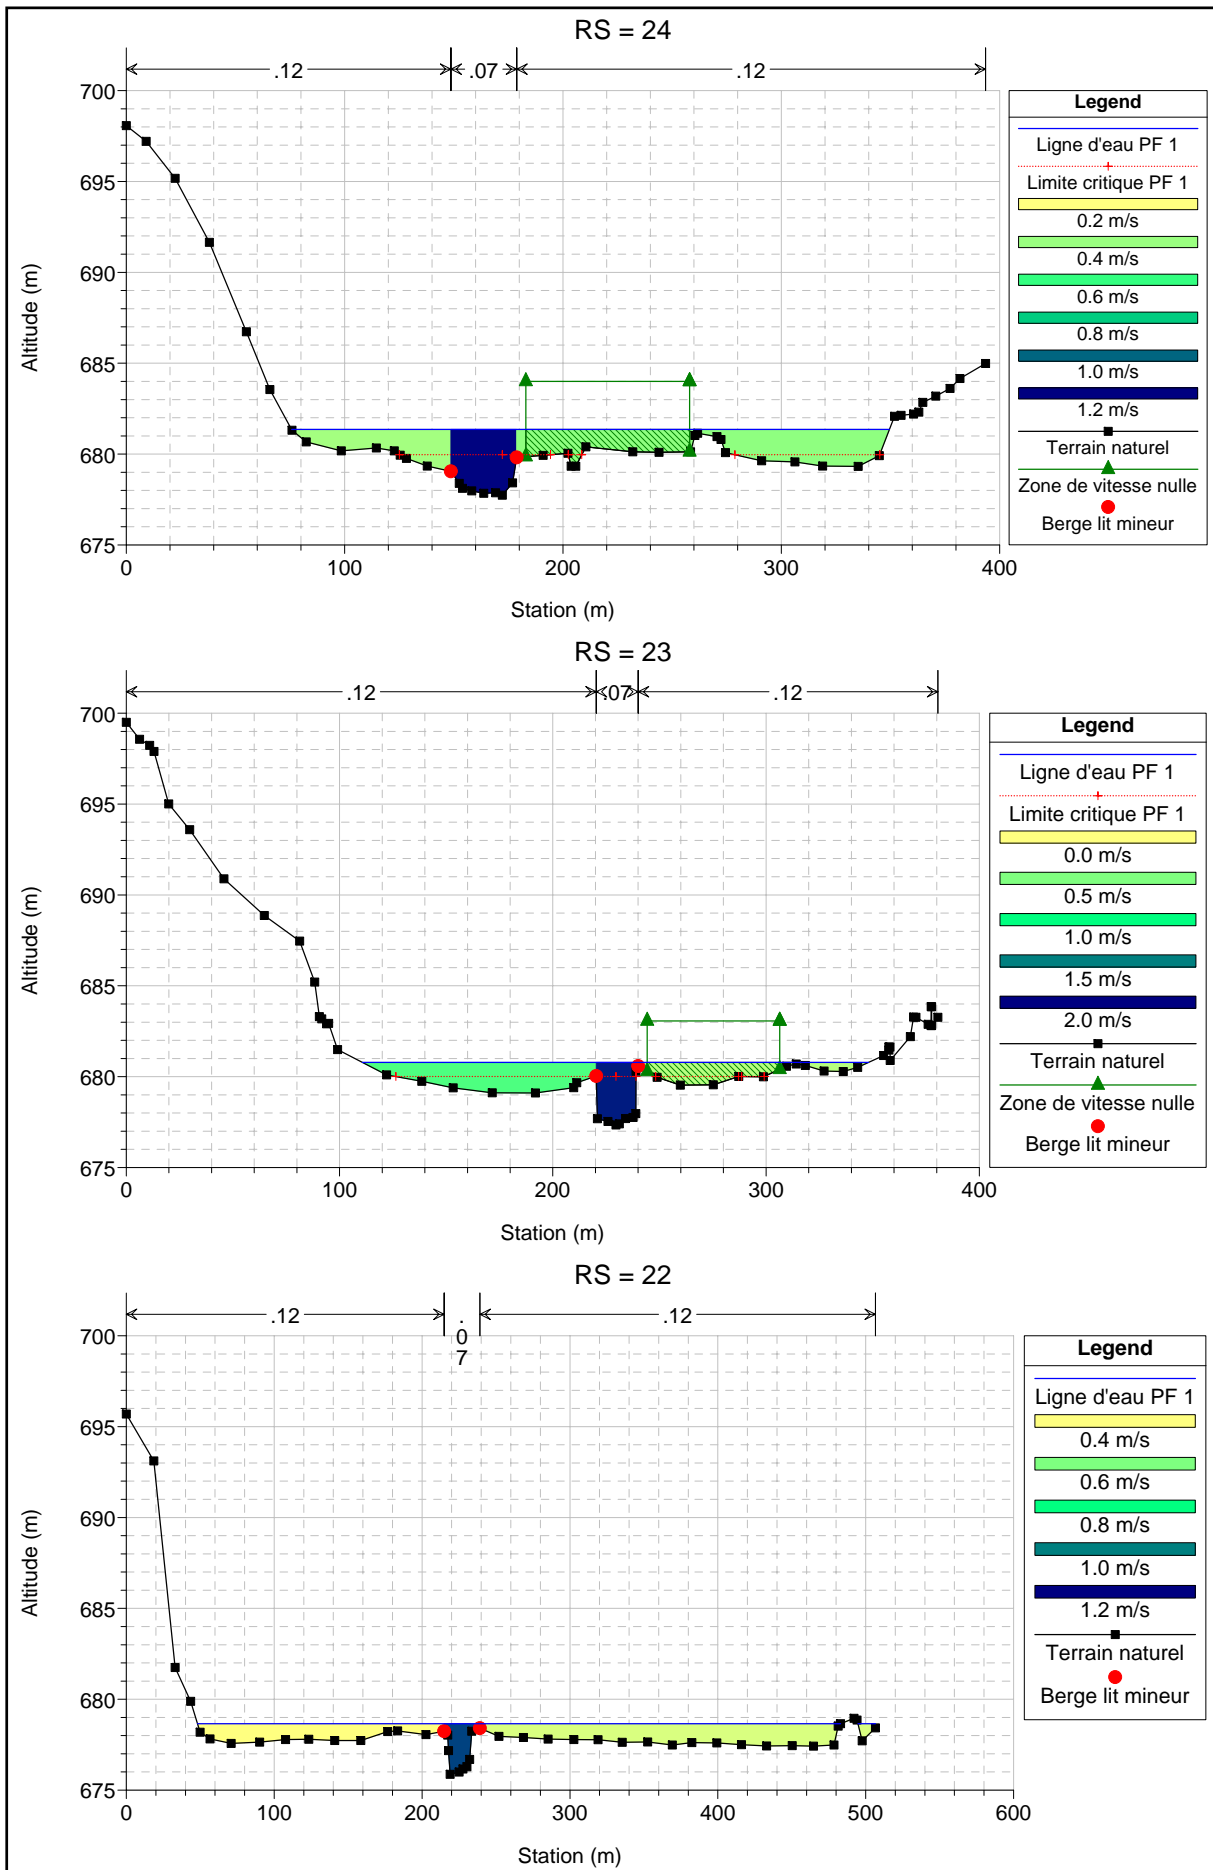 RS = 24
.12
.07
.12
700
695
690
685
680
675
Altitude (m)
0
100
200
300
400
Station (m)
Legend
Ligne d'eau PF 1
Limite critique PF 1
0.2 m/s
0.4 m/s
0.6 m/s
0.8 m/s
1.0 m/s
1.2 m/s
Terrain naturel
Zone de vitesse nulle
Berge lit mineur
RS = 23
.12
.07
.12
700
695
690
685
680
675
Altitude (m)
0
100
200
300
400
Station (m)
Legend
Ligne d'eau PF 1
Limite critique PF 1
0.0 m/s
0.5 m/s
1.0 m/s
1.5 m/s
2.0 m/s
Terrain naturel
Zone de vitesse nulle
Berge lit mineur
RS = 22
.12
.
0
7
.12
700
695
690
685
680
675
Altitude (m)
0
100
200
300
400
500
600
Station (m)
Legend
Ligne d'eau PF 1
0.4 m/s
0.6 m/s
0.8 m/s
1.0 m/s
1.2 m/s
Terrain naturel
Berge lit mineur